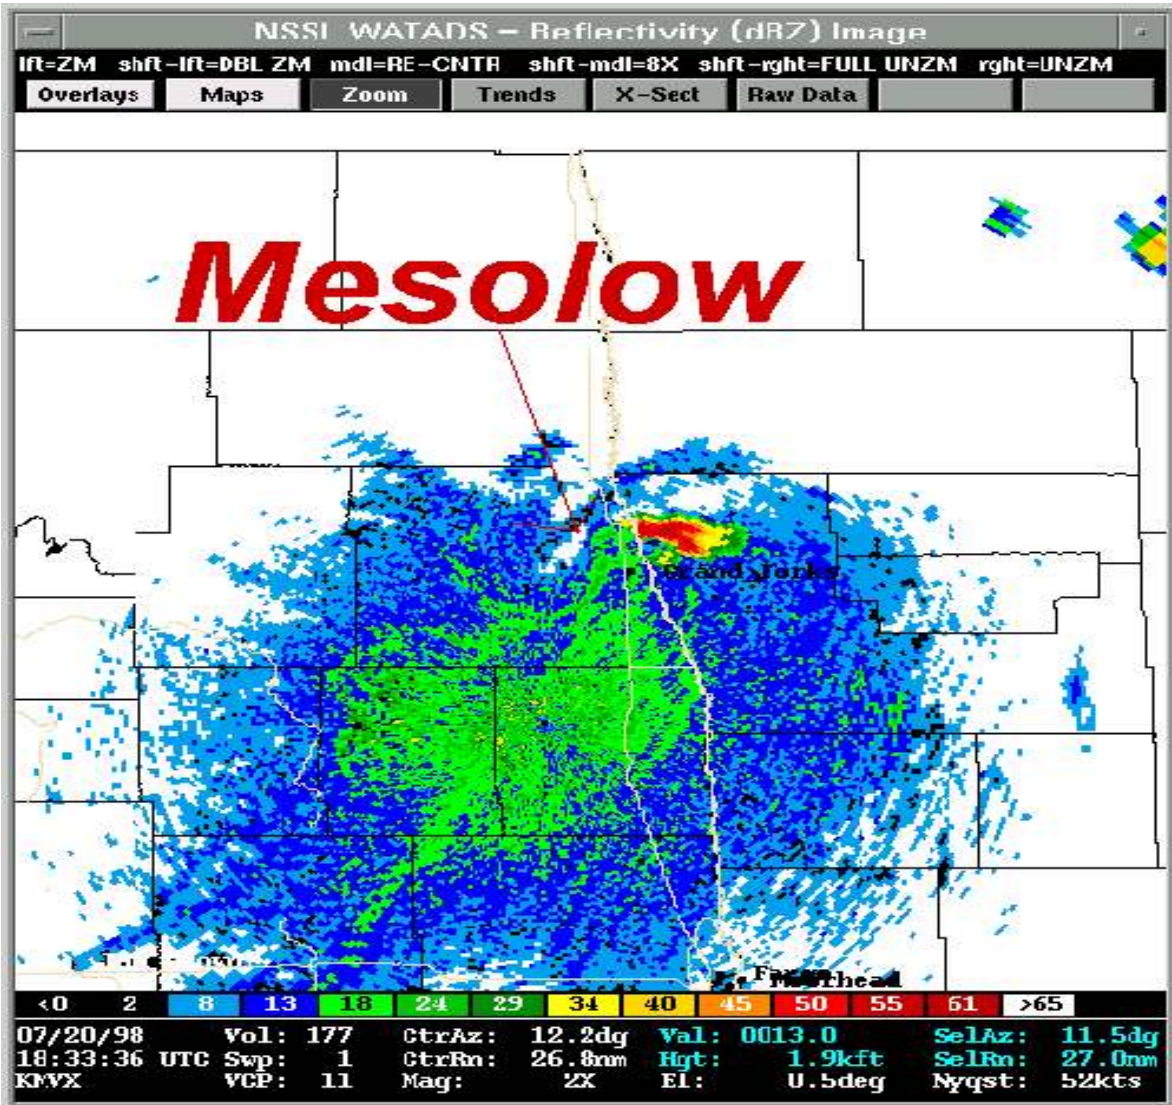 NSSL WATADS – Reflectivity (dBZ) Image
lft=ZM shft-lft=DBL ZM mdl=RE-CNTR shft-mdl=8X shft-rght=FULL UNZM rght=UNZM
Overlays Maps Zoom Trends X-Sect Raw Data
Mesolow
Grand Forks
Fargo
Moorhead
<0 2 8 13 18 24 29 34 40 45 50 55 61 >65
07/20/98 Vol: 177 CtrAz: 12.2dg Val: 0013.0 SelAz: 11.5dg
18:33:36 UTC Swp: 1 CtrRn: 26.8nm Hgt: 1.9kft SelRn: 27.0nm
KMVX VCP: 11 Mag: 2X El: 0.5deg Nyqst: 52kts